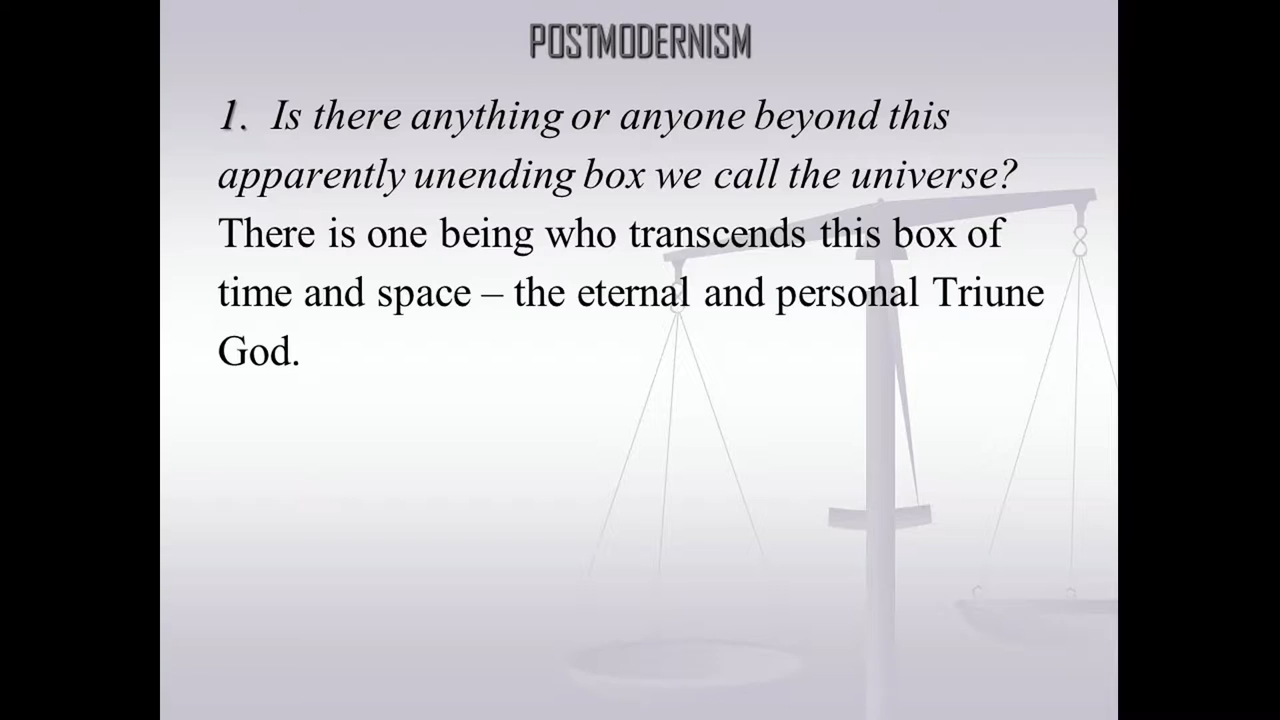 POSTMODERNISM
1. Is there anything or anyone beyond this
apparently unending box we call the universe?
There is one being who transcends this box of
time and space – the eternal and personal Triune
God.